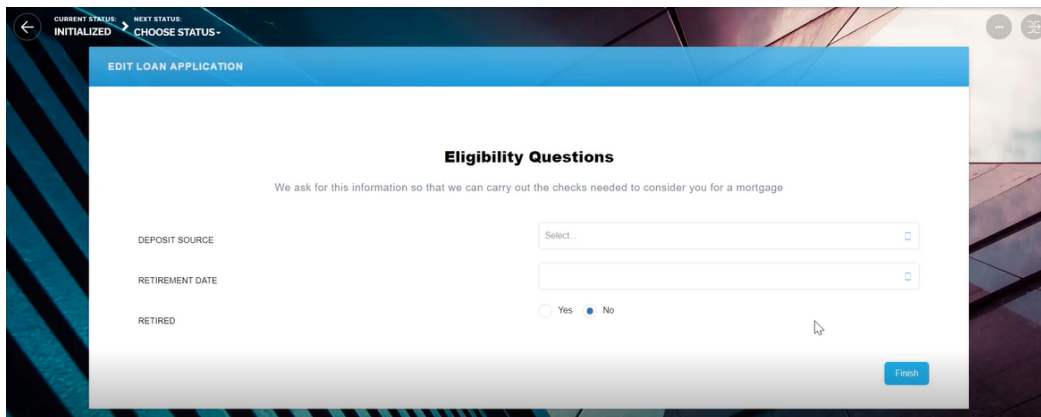 CURRENT STATUS: NEXT STATUS:
INITIALIZED CHOOSE STATUS
EDIT LOAN APPLICATION
Eligibility Questions
We ask for this information so that we can carry out the checks needed to consider you for a mortgage
DEPOSIT SOURCE Select...
RETIREMENT DATE
RETIRED Yes No
Finish